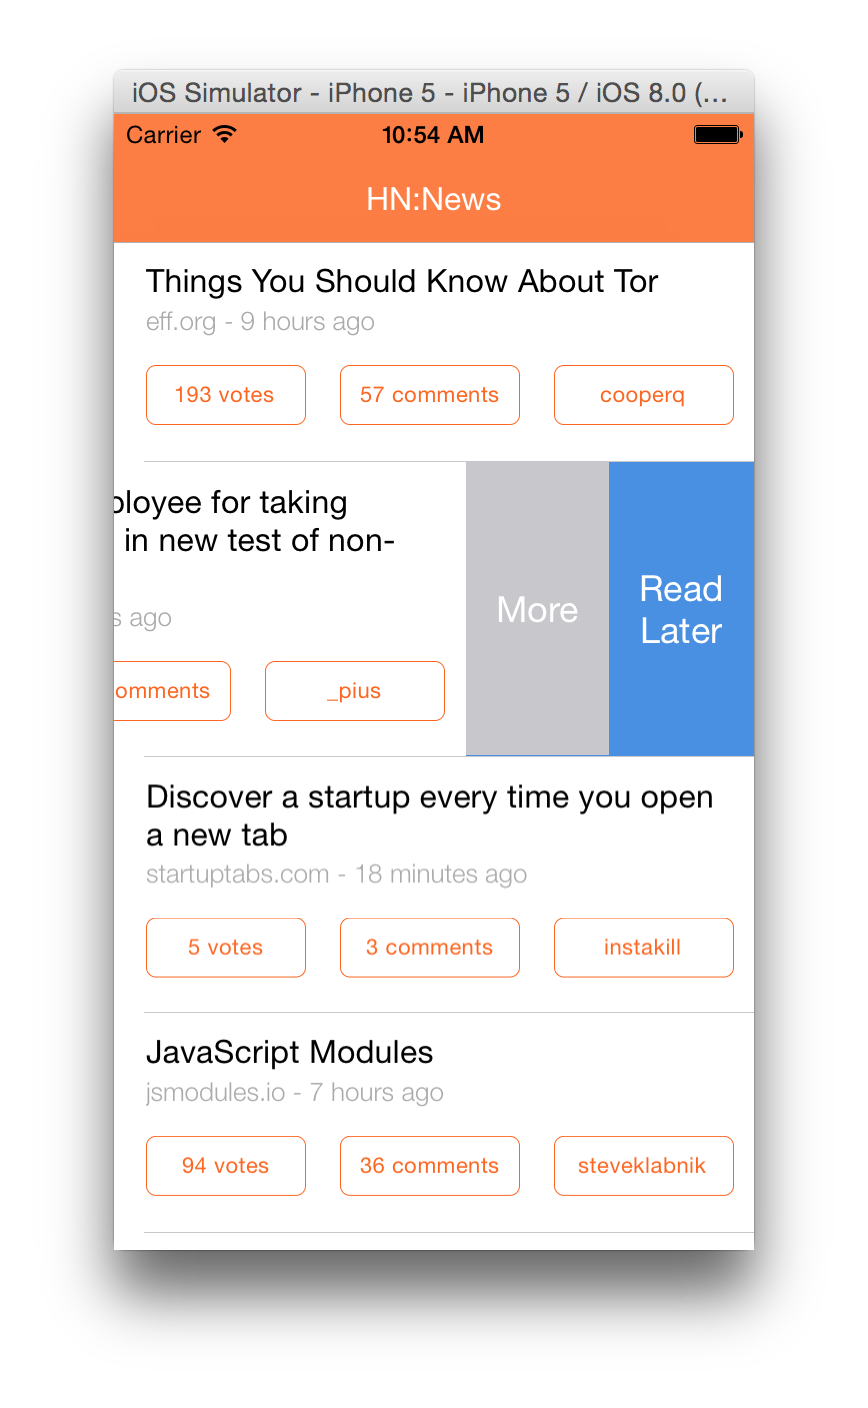 iOS Simulator - iPhone 5 - iPhone 5 / iOS 8.0 (...
Carrier 10:54 AM
HN:News
Things You Should Know About Tor
eff.org - 9 hours ago
193 votes 57 comments cooperq
ployee for taking
in new test of non-
s ago
omments _pius
More Read
Later
Discover a startup every time you open
a new tab
startuptabs.com - 18 minutes ago
5 votes 3 comments instakill
JavaScript Modules
jsmodules.io - 7 hours ago
94 votes 36 comments steveklabnik